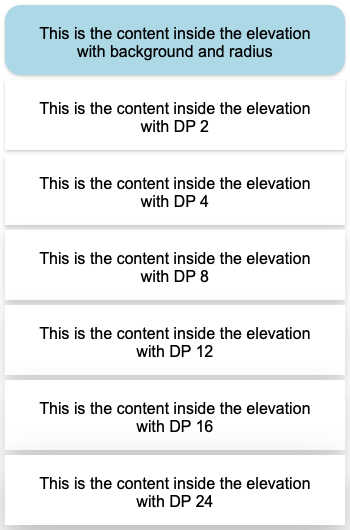 This is the content inside the elevation
with background and radius
This is the content inside the elevation
with DP 2
This is the content inside the elevation
with DP 4
This is the content inside the elevation
with DP 8
This is the content inside the elevation
with DP 12
This is the content inside the elevation
with DP 16
This is the content inside the elevation
with DP 24